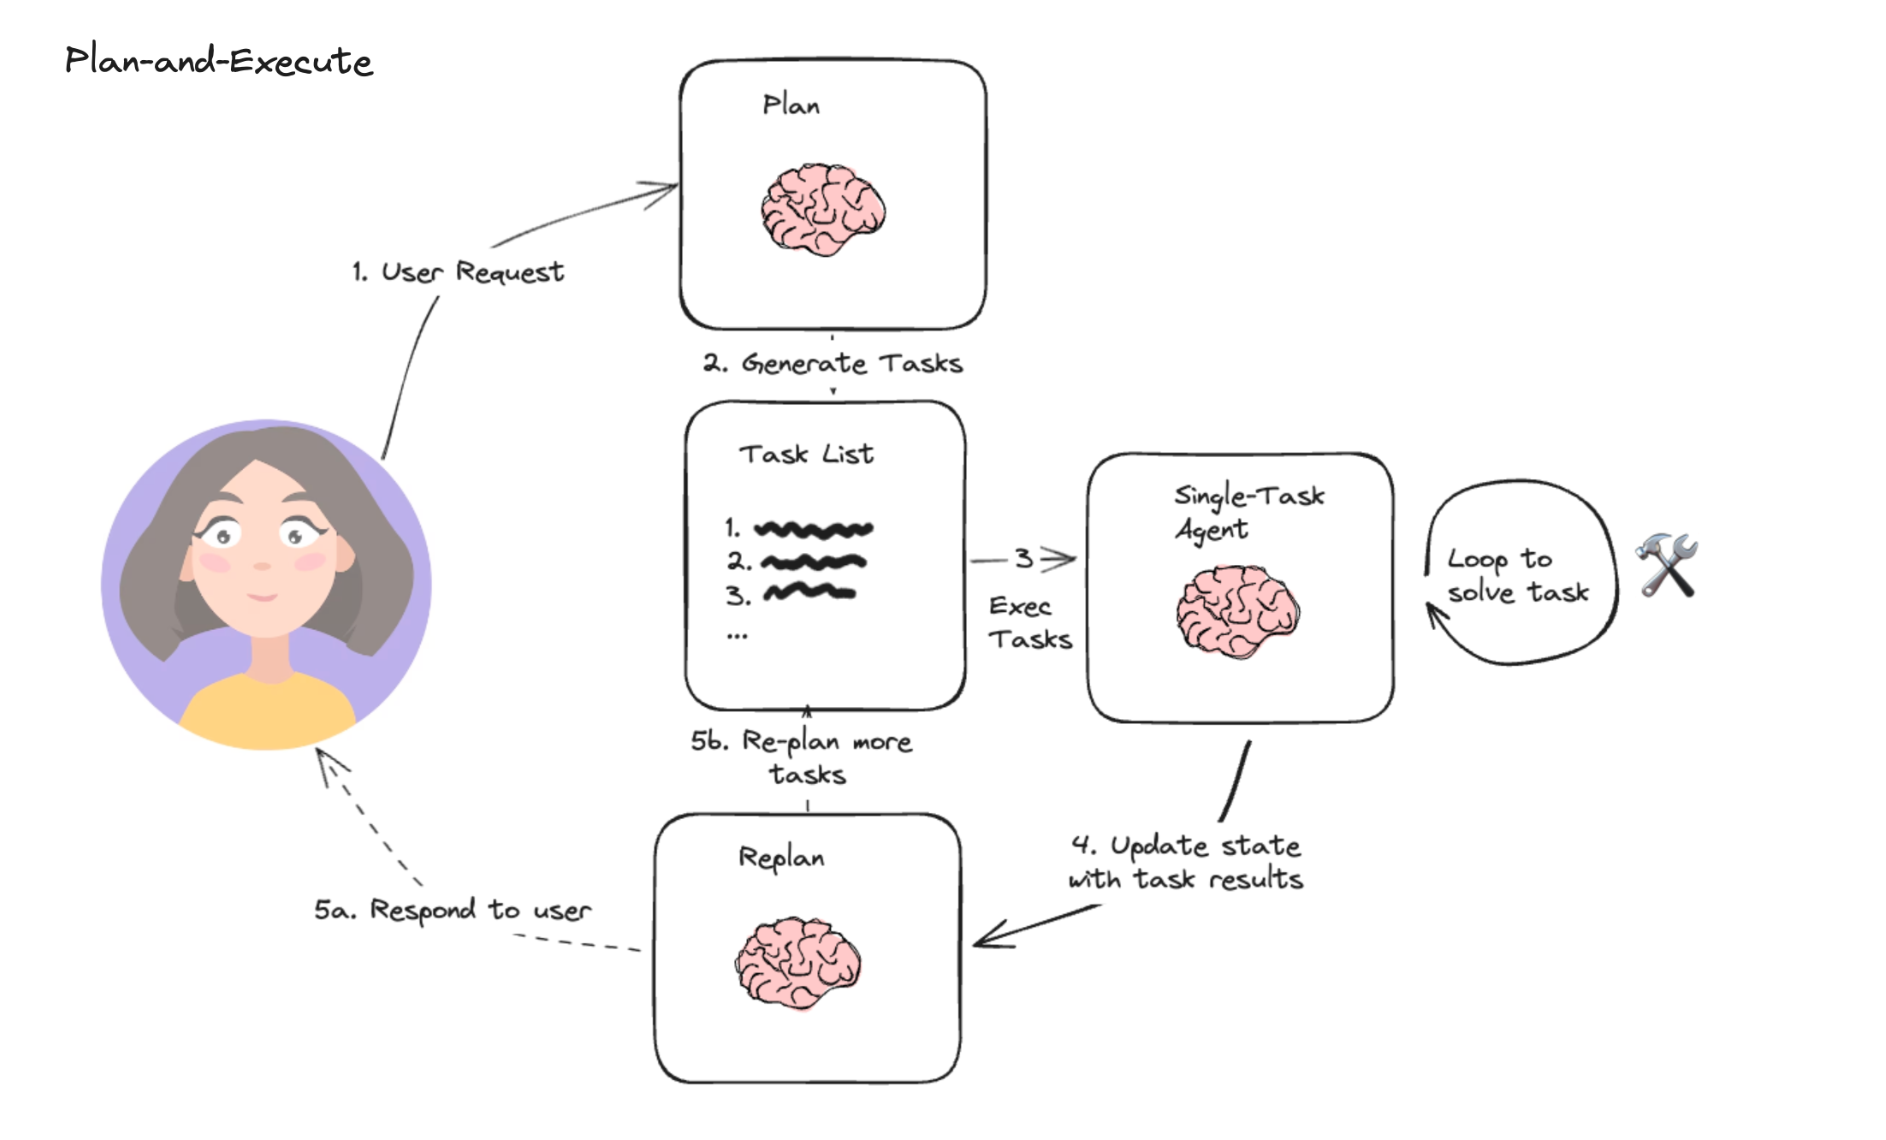 Plan-and-Execute
Plan
1. User Request
2. Generate Tasks
Task List
1.
2.
3.
...
3
Exec
Tasks
Single-Task
Agent
Loop to
solve task
5b. Re-plan more
tasks
Replan
4. Update state
with task results
5a. Respond to user